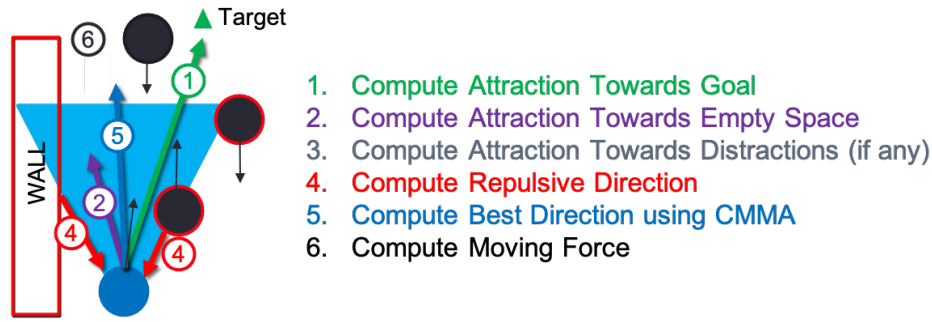 Target
6
1
5
2
4
4
WALL
1. Compute Attraction Towards Goal
2. Compute Attraction Towards Empty Space
3. Compute Attraction Towards Distractions (if any)
4. Compute Repulsive Direction
5. Compute Best Direction using CMMA
6. Compute Moving Force